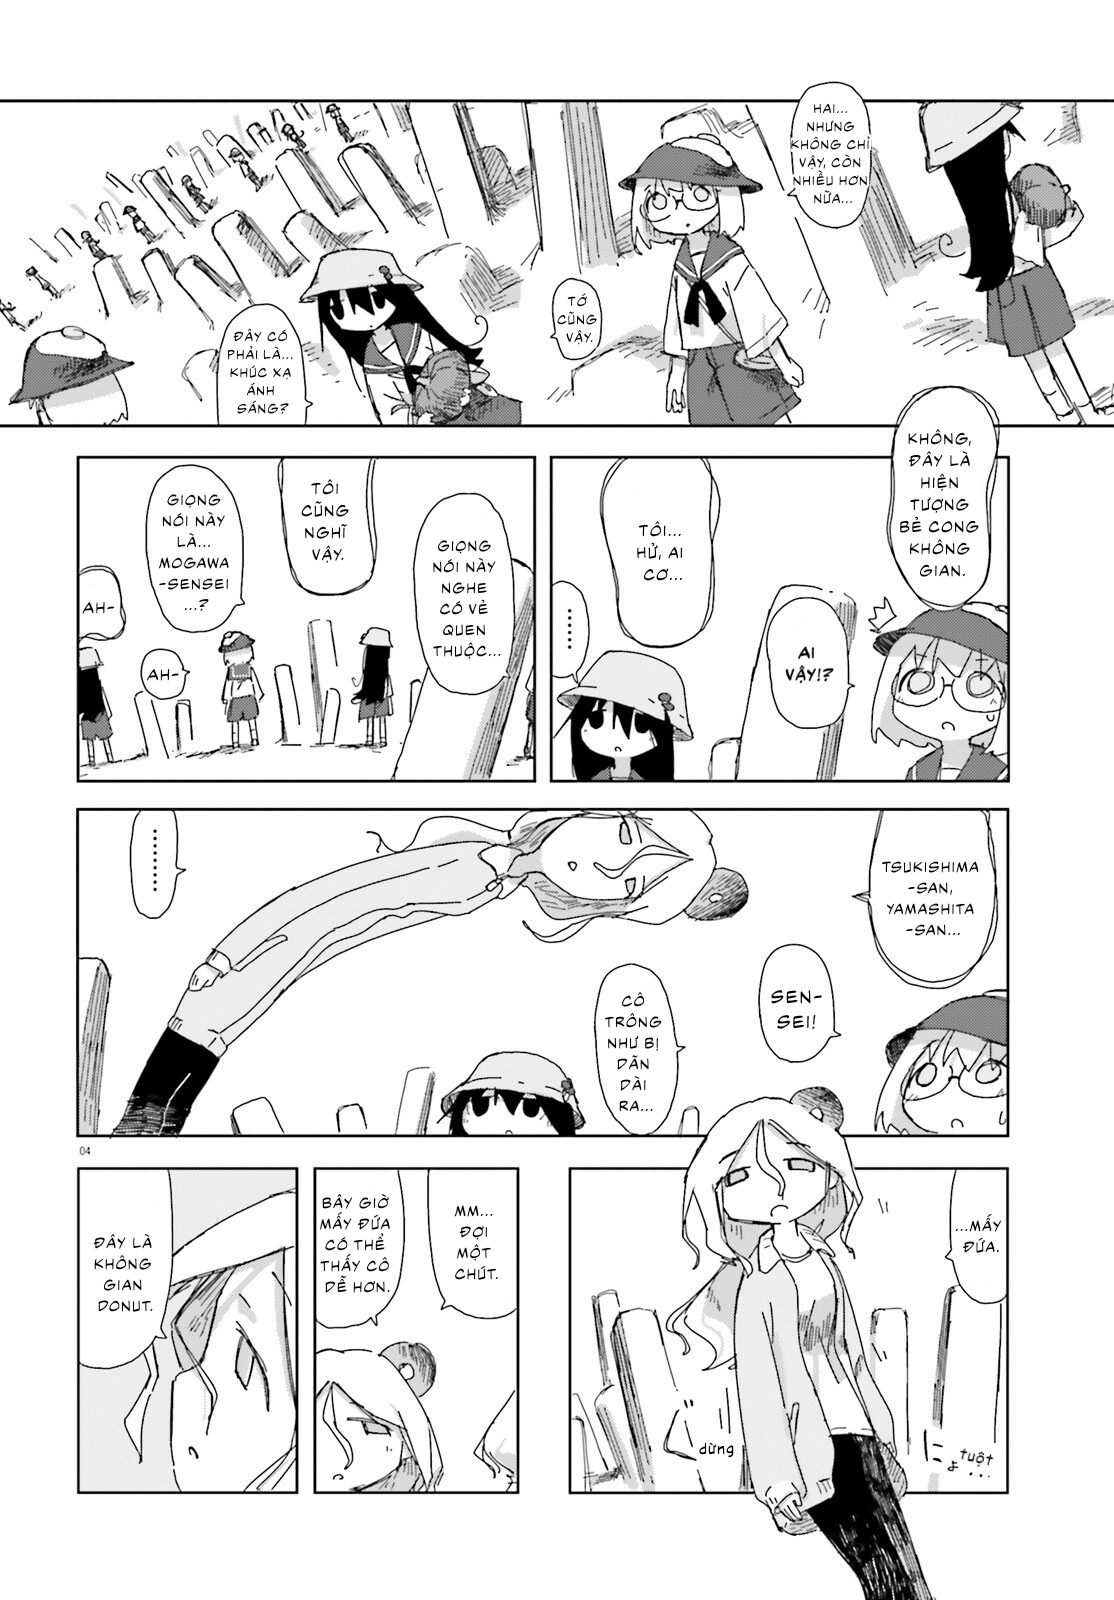 HAI...
NHƯNG
KHÔNG CHỈ
VẬY, CÒN
NHIỀU HƠN
NỮA...
TỚ
CŨNG
VẬY.
ĐÂY CÓ
PHẢI LÀ...
KHÚC XẠ
ÁNH
SÁNG?
KHÔNG,
ĐÂY LÀ
HIỆN
TƯỢNG
BẺ CONG
KHÔNG
GIAN.
AI
VẬY!?
TÔI...
HỬ, AI
CƠ...
......
GIỌNG
NÓI NÀY
NGHE
CÓ VẺ
QUEN
THUỘC...
TÔI
CŨNG
NGHĨ
VẬY.
GIỌNG
NÓI NÀY
LÀ...
MOGAWA
-SENSEI
...?
AH-
AH-
TSUKISHIMA
-SAN,
YAMASHITA
-SAN...
SEN-
SEI!
CÔ
TRÔNG
NHƯ BỊ
DÃN
DÀI
RA...
......
04
...MẤY
ĐỨA.
にょ
tuột
...
dừng
MM...
ĐỢI
MỘT
CHÚT.
BÂY GIỜ
MẤY ĐỨA
CÓ THỂ
THẤY CÔ
DỄ HƠN.
ĐÂY LÀ
KHÔNG
GIAN
DONUT.